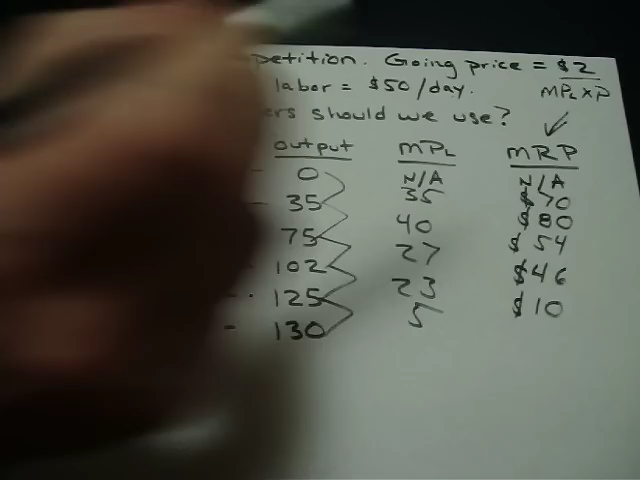 petition. Going price = $2
labor = $50/day. MPL x P
ers should we use?
output MPL MRP
0 N/A N/A
35 35 $70
75 40 $80
102 27 $54
125 23 $46
130 5 $10